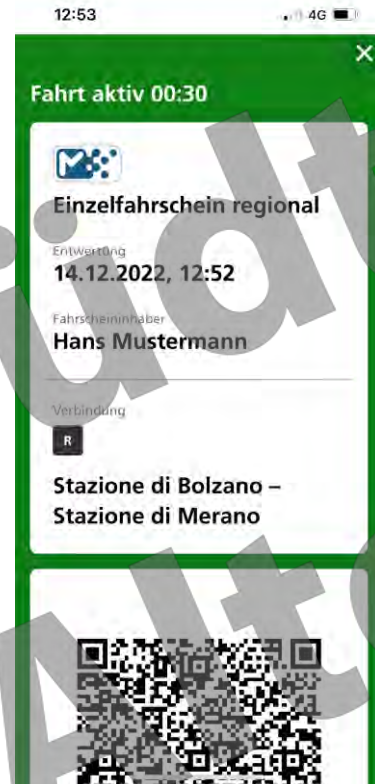 12:53
4G
×
Fahrt aktiv 00:30
Einzelfahrschein regional
Entwertung
14.12.2022, 12:52
Fahrscheininhaber
Hans Mustermann
Verbindung
R
Stazione di Bolzano –
Stazione di Merano